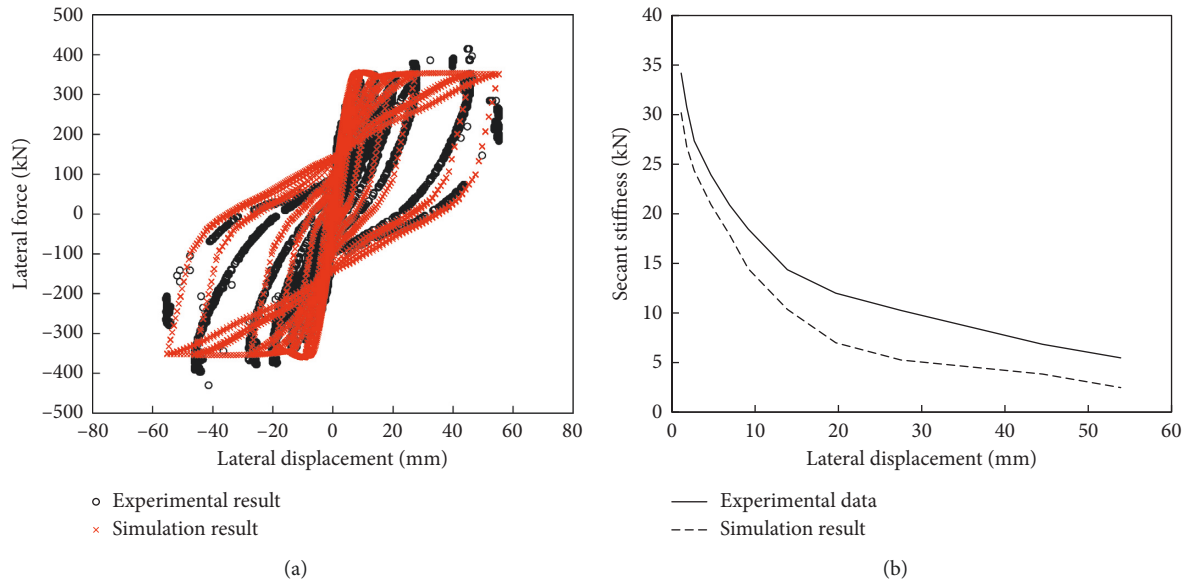 500
400
300
200
100
0
–100
–200
–300
–400
–500
Lateral force (kN)
–80 –60 –40 –20 0 20 40 60 80
Lateral displacement (mm)
Experimental result
Simulation result
(a)
40
35
30
25
20
15
10
5
0
Secant stiffness (kN)
0 10 20 30 40 50 60
Lateral displacement (mm)
Experimental data
Simulation result
(b)